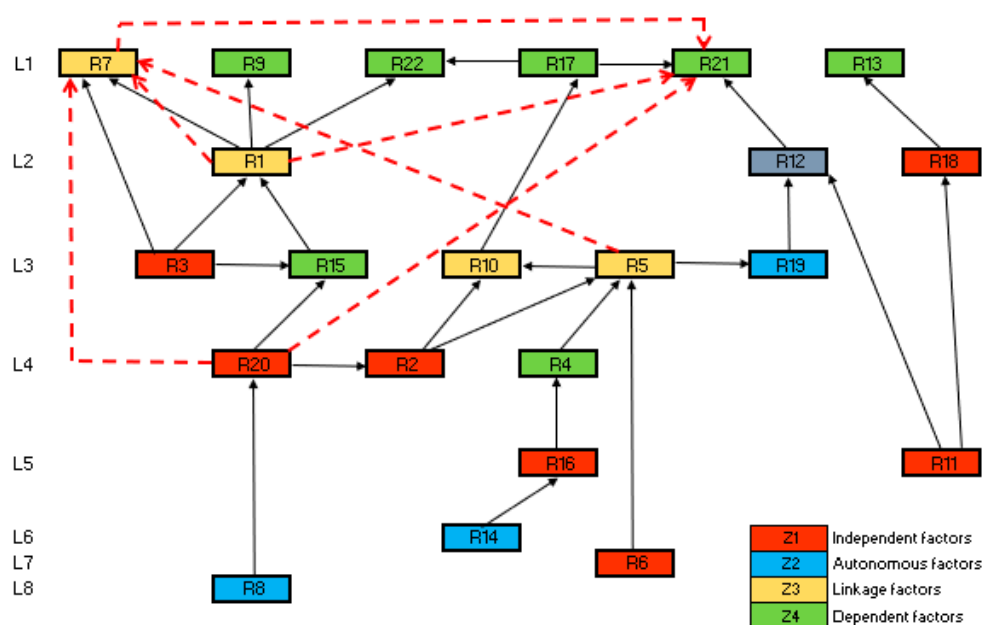 L1 R7 R9 R22 R17 R21 R13
L2 R1 R12 R18
L3 R3 R15 R10 R5 R19
L4 R20 R2 R4
L5 R16 R11
L6 R14
L7 R6
L8 R8
Z1 Independent factors
Z2 Autonomous factors
Z3 Linkage factors
Z4 Dependent factors